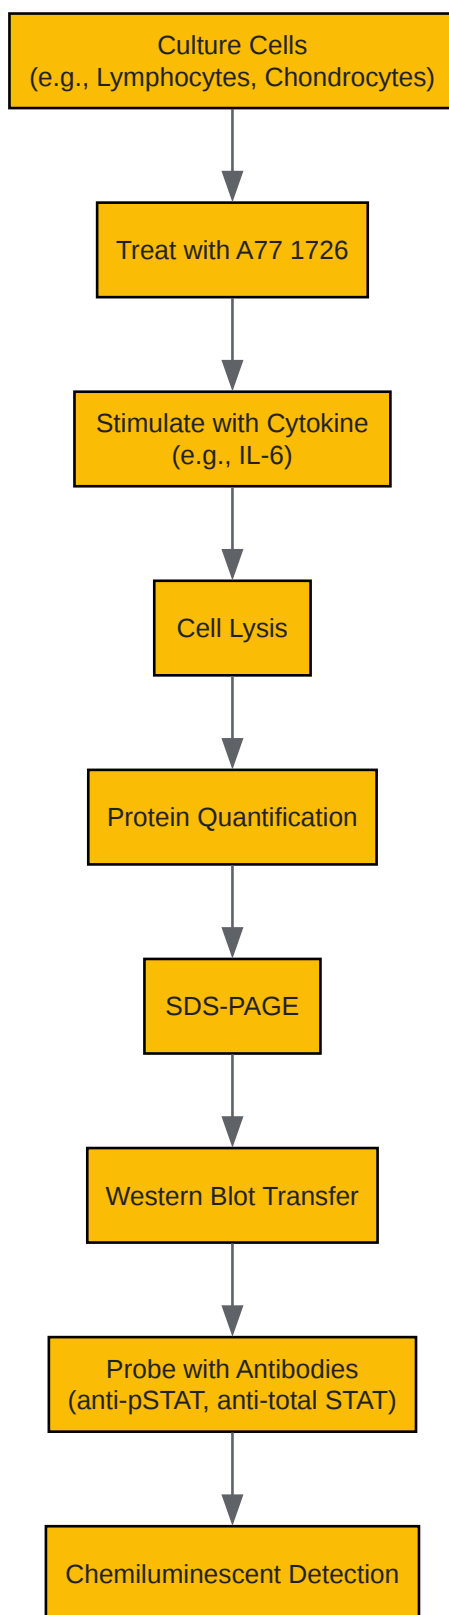 Culture Cells
(e.g., Lymphocytes, Chondrocytes)
Treat with A77 1726
Stimulate with Cytokine
(e.g., IL-6)
Cell Lysis
Protein Quantification
SDS-PAGE
Western Blot Transfer
Probe with Antibodies
(anti-pSTAT, anti-total STAT)
Chemiluminescent Detection